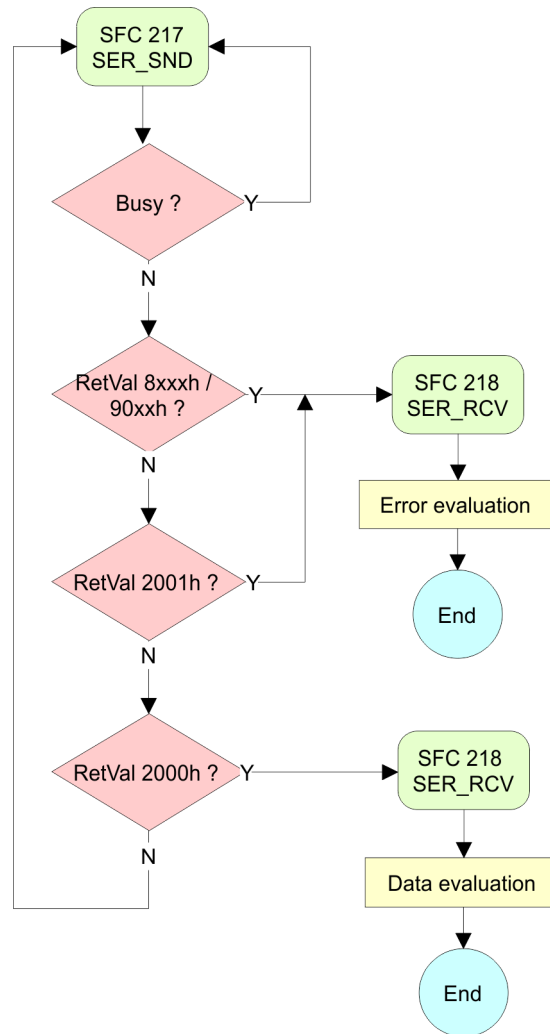 SFC 217
SER_SND
Busy ?
Y
N
RetVal 8xxxh /
90xxh ?
Y
SFC 218
SER_RCV
N
Error evaluation
RetVal 2001h ?
Y
End
N
RetVal 2000h ?
Y
SFC 218
SER_RCV
N
Data evaluation
End